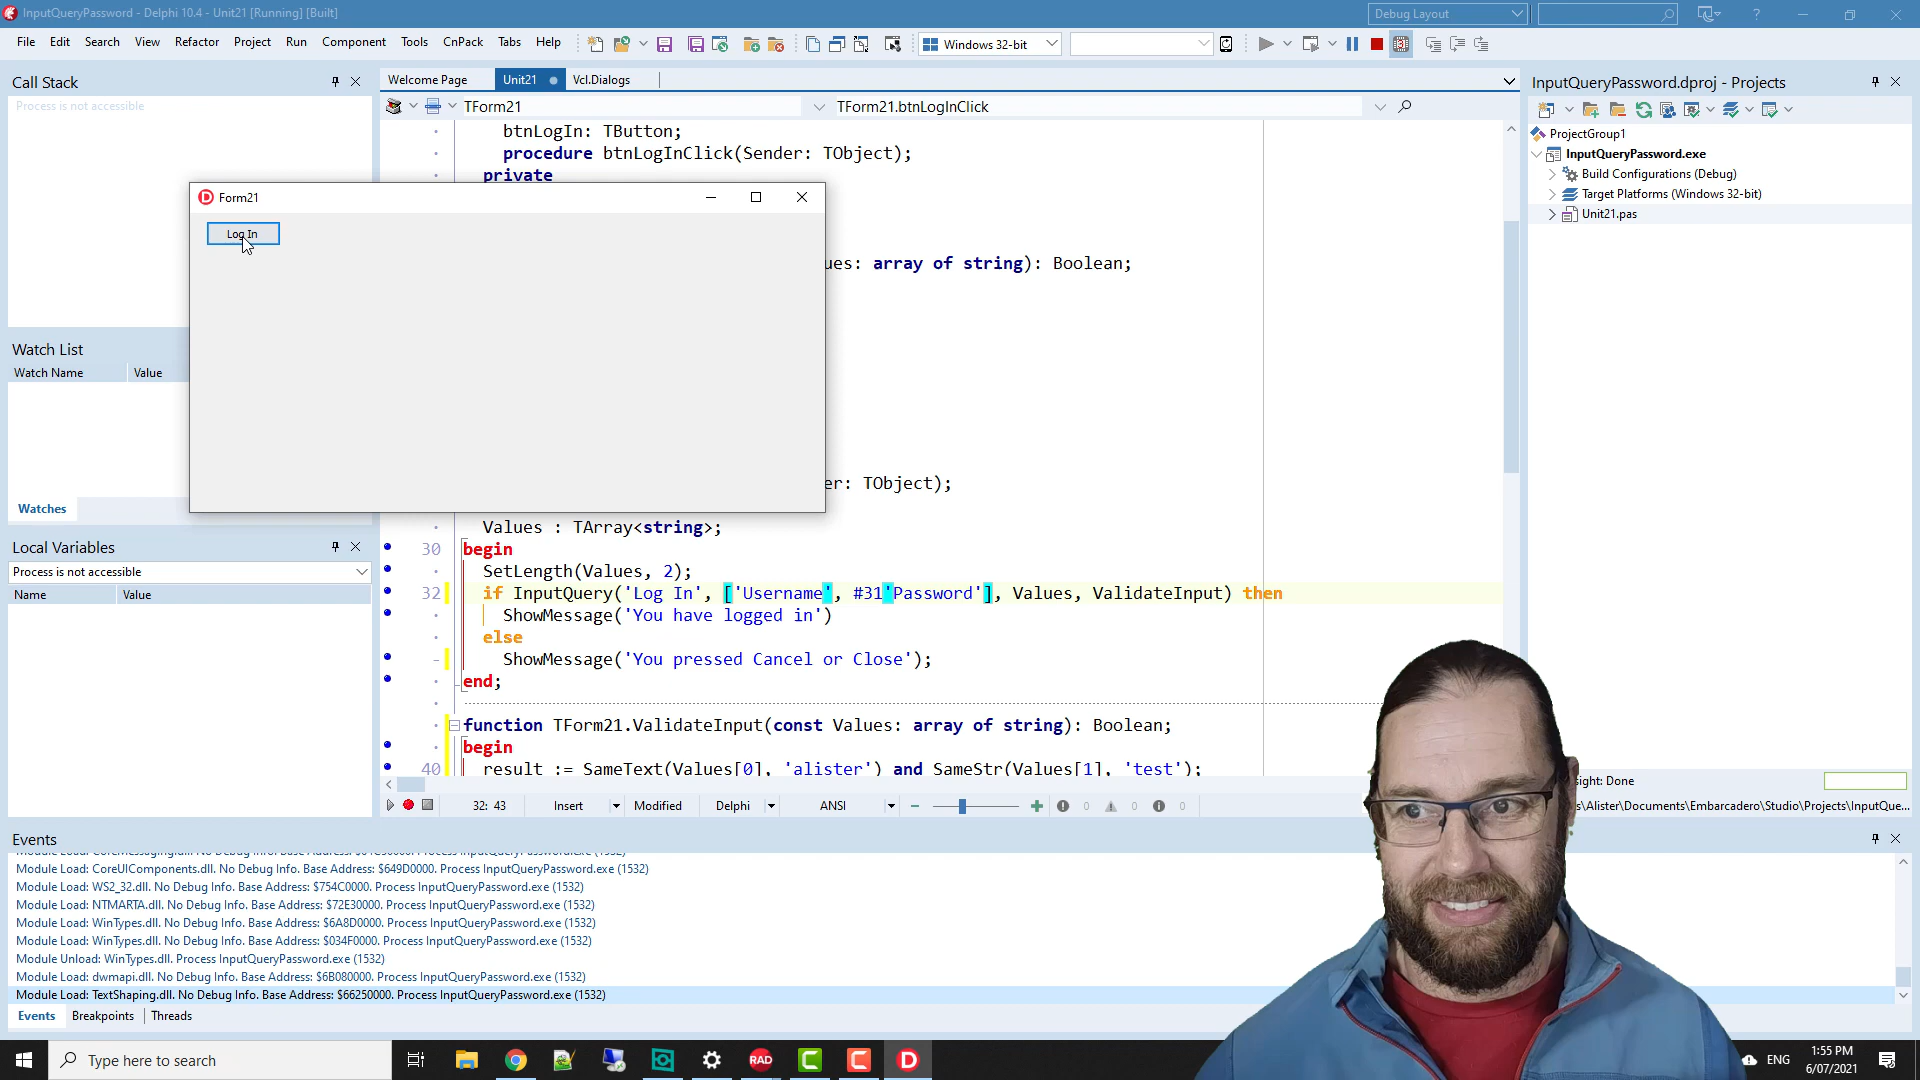 InputQueryPassword - Delphi 10.4 - Unit21 [Running] [Built]
Debug Layout
File Edit Search View Refactor Project Run Component Tools CnPack Tabs Help
Windows 32-bit
Call Stack
Process is not accessible
Welcome Page Unit21 Vcl.Dialogs
TForm21 TForm21.btnLogInClick
btnLogIn: TButton;
procedure btnLogInClick(Sender: TObject);
private
Form21
Log In
ues: array of string): Boolean;
er: TObject);
Values : TArray<string>;
30 begin
SetLength(Values, 2);
32 if InputQuery('Log In', ['Username', #31'Password'], Values, ValidateInput) then
ShowMessage('You have logged in')
else
ShowMessage('You pressed Cancel or Close');
end;
function TForm21.ValidateInput(const Values: array of string): Boolean;
begin
40 result := SameText(Values[0], 'alister') and SameStr(Values[1], 'test');
32: 43 Insert Modified Delphi ANSI 0 0 0
Watch List
Watch Name Value
Watches
Local Variables
Process is not accessible
Name Value
InputQueryPassword.dproj - Projects
ProjectGroup1
InputQueryPassword.exe
Build Configurations (Debug)
Target Platforms (Windows 32-bit)
Unit21.pas
sight: Done
s\Alister\Documents\Embarcadero\Studio\Projects\InputQue...
Events
Module Load: CoreUIComponents.dll. No Debug Info. Base Address: $649D0000. Process InputQueryPassword.exe (1532)
Module Load: WS2_32.dll. No Debug Info. Base Address: $754C0000. Process InputQueryPassword.exe (1532)
Module Load: NTMARTA.dll. No Debug Info. Base Address: $72E30000. Process InputQueryPassword.exe (1532)
Module Load: WinTypes.dll. No Debug Info. Base Address: $6A8D0000. Process InputQueryPassword.exe (1532)
Module Load: WinTypes.dll. No Debug Info. Base Address: $034F0000. Process InputQueryPassword.exe (1532)
Module Unload: WinTypes.dll. Process InputQueryPassword.exe (1532)
Module Load: dwmapi.dll. No Debug Info. Base Address: $6B080000. Process InputQueryPassword.exe (1532)
Module Load: TextShaping.dll. No Debug Info. Base Address: $66250000. Process InputQueryPassword.exe (1532)
Events Breakpoints Threads
Type here to search
RAD
ENG
1:55 PM
6/07/2021